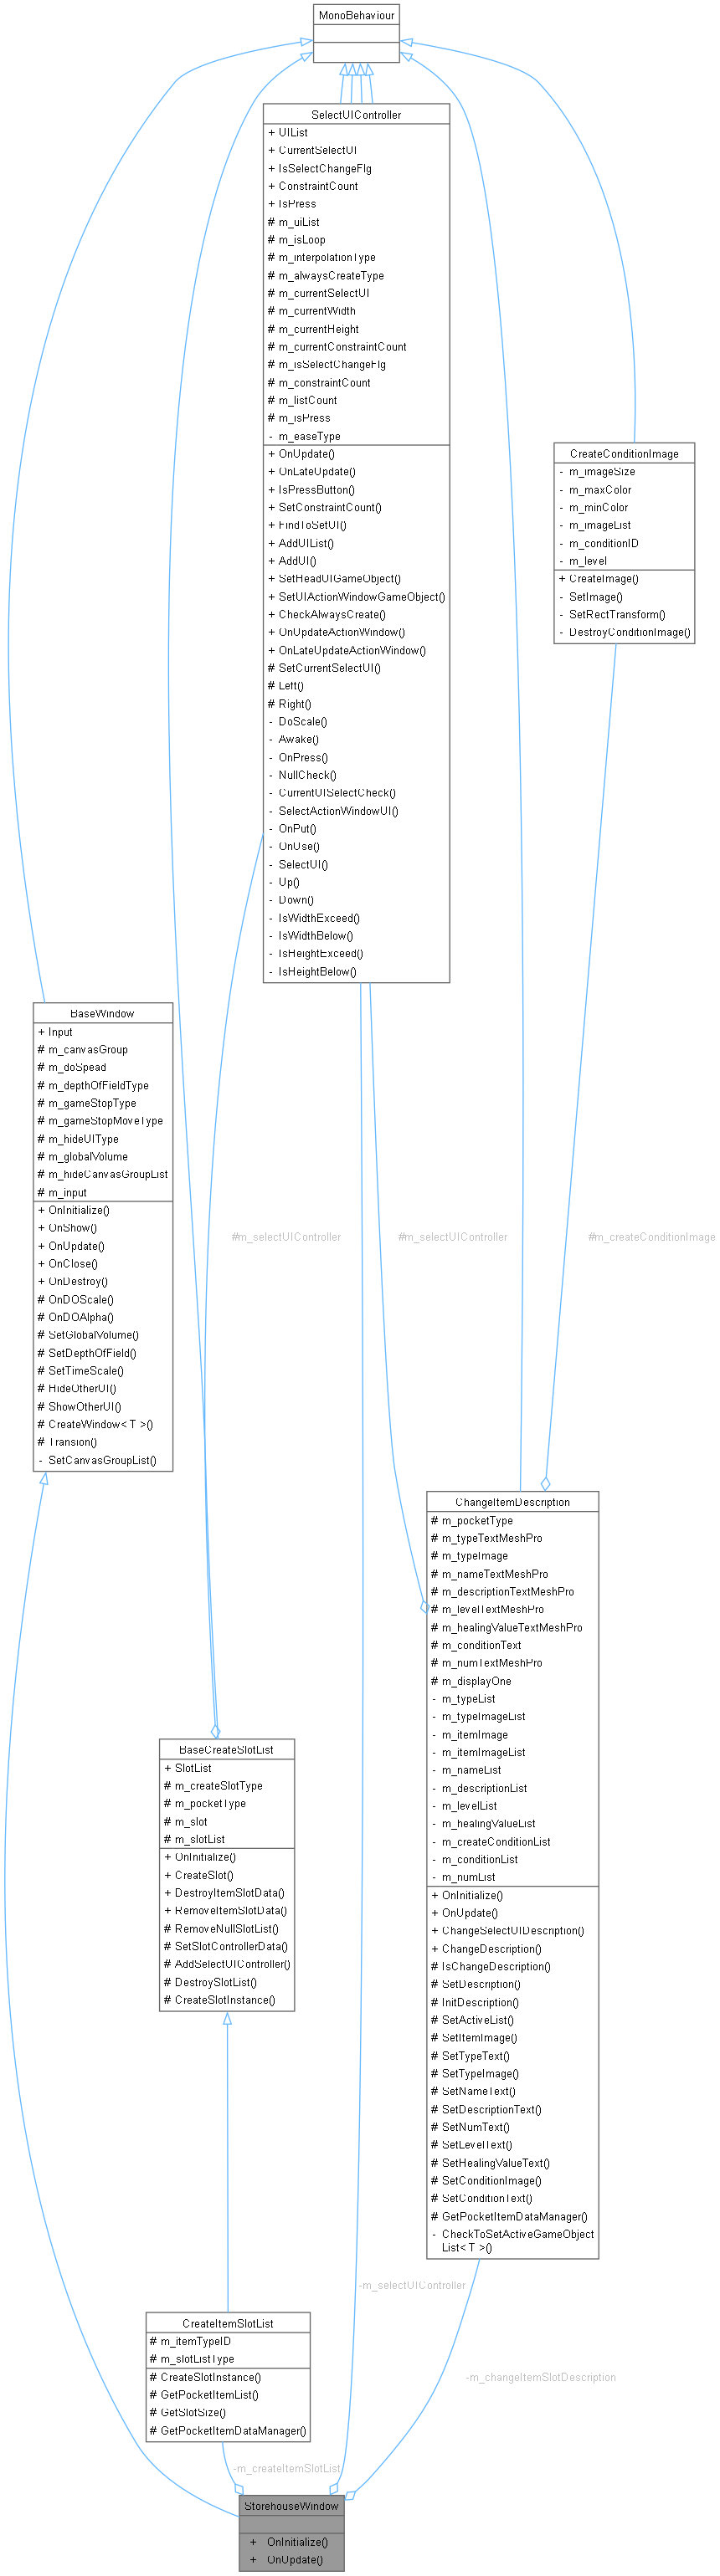 MonoBehaviour
SelectUIController
+ UIList
+ CurrentSelectUI
+ IsSelectChangeFlg
+ ConstraintCount
+ IsPress
# m_uiList
# m_isLoop
# m_interpolationType
# m_alwaysCreateType
# m_currentSelectUI
# m_currentWidth
# m_currentHeight
# m_currentConstraintCount
# m_isSelectChangeFlg
# m_constraintCount
# m_listCount
# m_isPress
- m_easeType
+ OnUpdate()
+ OnLateUpdate()
+ IsPressButton()
+ SetConstraintCount()
+ FindToSetUI()
+ AddUIList()
+ AddUI()
+ SetHeadUIGameObject()
+ SetUIActionWindowGameObject()
+ CheckAlwaysCreate()
+ OnUpdateActionWindow()
+ OnLateUpdateActionWindow()
# SetCurrentSelectUI()
# Left()
# Right()
- DoScale()
- Awake()
- OnPress()
- NullCheck()
- CurrentUISelectCheck()
- SelectActionWindowUI()
- OnPut()
- OnUse()
- SelectUI()
- Up()
- Down()
- IsWidthExceed()
- IsWidthBelow()
- IsHeightExceed()
- IsHeightBelow()
CreateConditionImage
- m_imageSize
- m_maxColor
- m_minColor
- m_imageList
- m_conditionID
- m_level
+ CreateImage()
- SetImage()
- SetRectTransform()
- DestroyConditionImage()
BaseWindow
+ Input
# m_canvasGroup
# m_doSpead
# m_depthOfFieldType
# m_gameStopType
# m_gameStopMoveType
# m_hideUIType
# m_globalVolume
# m_hideCanvasGroupList
# m_input
+ OnInitialize()
+ OnShow()
+ OnUpdate()
+ OnClose()
+ OnDestroy()
# OnDOScale()
# OnDOAlpha()
# SetGlobalVolume()
# SetDepthOfField()
# SetTimeScale()
# HideOtherUI()
# ShowOtherUI()
# CreateWindow< T >()
# Transion()
- SetCanvasGroupList()
#m_selectUIController
#m_selectUIController
#m_createConditionImage
ChangeItemDescription
# m_pocketType
# m_typeTextMeshPro
# m_typeImage
# m_nameTextMeshPro
# m_descriptionTextMeshPro
# m_levelTextMeshPro
# m_healingValueTextMeshPro
# m_conditionText
# m_numTextMeshPro
# m_displayOne
- m_typeList
- m_typeImageList
- m_itemImage
- m_itemImageList
- m_nameList
- m_descriptionList
- m_levelList
- m_healingValueList
- m_createConditionList
- m_conditionList
- m_numList
+ OnInitialize()
+ OnUpdate()
+ ChangeSelectUIDescription()
+ ChangeDescription()
# IsChangeDescription()
# SetDescription()
# InitDescription()
# SetActiveList()
# SetItemImage()
# SetTypeText()
# SetTypeImage()
# SetNameText()
# SetDescriptionText()
# SetNumText()
# SetLevelText()
# SetHealingValueText()
# SetConditionImage()
# SetConditionText()
# GetPocketItemDataManager()
- CheckToSetActiveGameObject
List< T >()
BaseCreateSlotList
+ SlotList
# m_createSlotType
# m_pocketType
# m_slot
# m_slotList
+ OnInitialize()
+ CreateSlot()
+ DestroyItemSlotData()
+ RemoveItemSlotData()
# RemoveNullSlotList()
# SetSlotControllerData()
# AddSelectUIController()
# DestroySlotList()
# CreateSlotInstance()
-m_selectUIController
CreateItemSlotList
# m_itemTypeID
# m_slotListType
# CreateSlotInstance()
# GetPocketItemList()
# GetSlotSize()
# GetPocketItemDataManager()
-m_changeItemSlotDescription
-m_createItemSlotList
StorehouseWindow
+ OnInitialize()
+ OnUpdate()